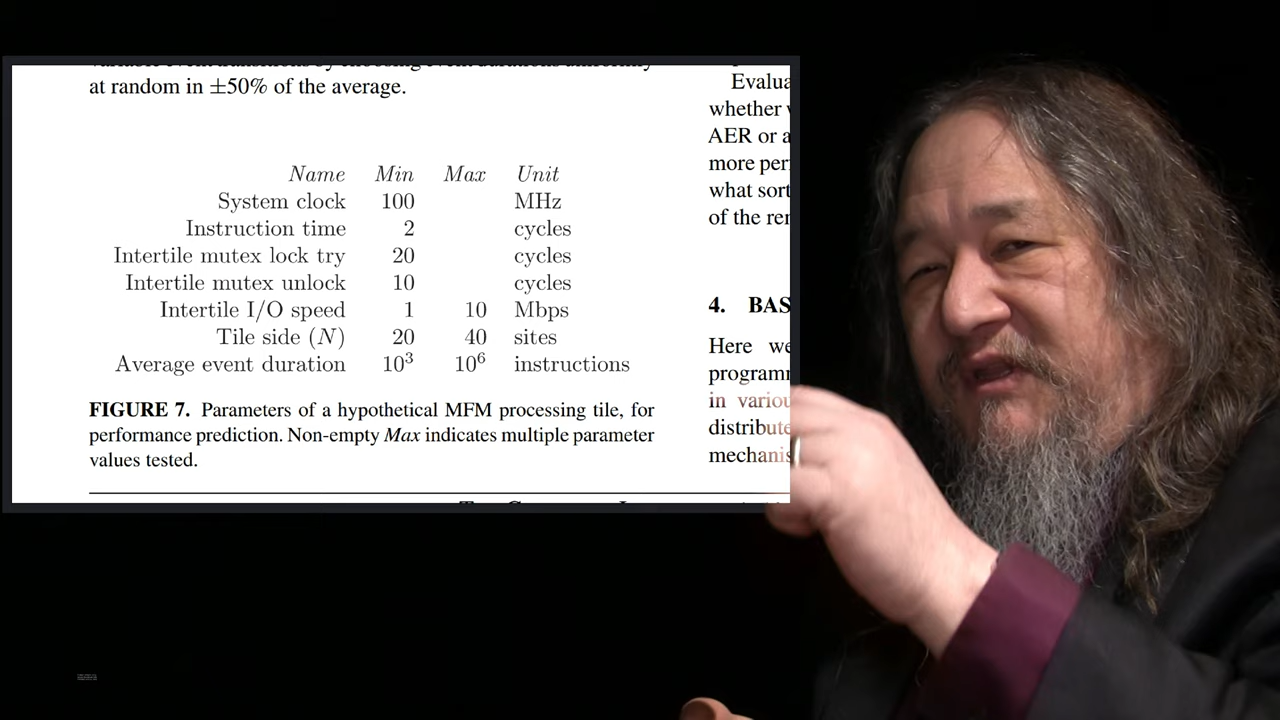 at random in ±50% of the average.
Name Min Max Unit
System clock 100 MHz
Instruction time 2 cycles
Intertile mutex lock try 20 cycles
Intertile mutex unlock 10 cycles
Intertile I/O speed 1 10 Mbps
Tile side (N) 20 40 sites
Average event duration 10³ 10⁶ instructions
FIGURE 7. Parameters of a hypothetical MFM processing tile, for
performance prediction. Non-empty Max indicates multiple parameter
values tested.
Evalua
whether
AER or a
more per
what sort
of the re
4. BAS
Here we
programm
in variou
distribute
mechanis